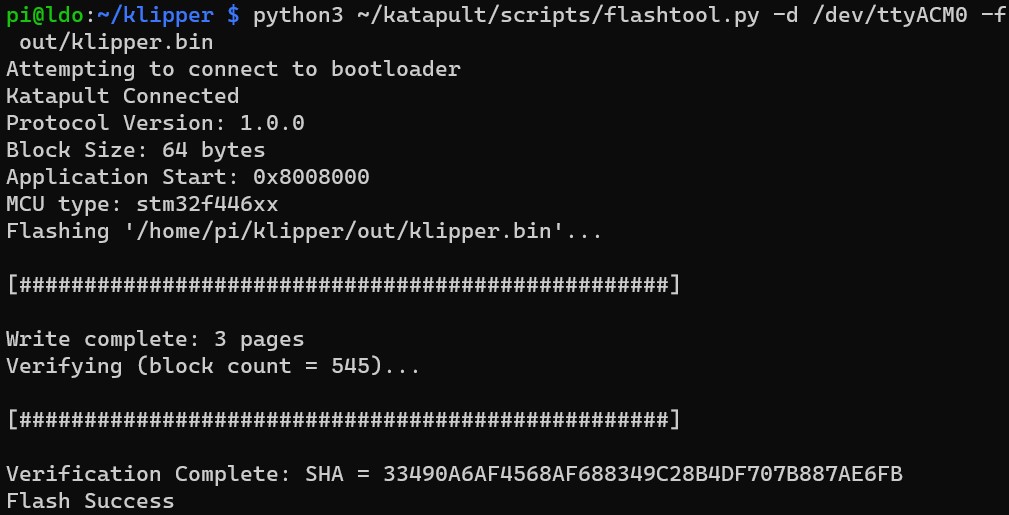 pi@ldo:~/klipper $ python3 ~/katapult/scripts/flashtool.py -d /dev/ttyACM0 -f
out/klipper.bin
Attempting to connect to bootloader
Katapult Connected
Protocol Version: 1.0.0
Block Size: 64 bytes
Application Start: 0x8008000
MCU type: stm32f446xx
Flashing '/home/pi/klipper/out/klipper.bin'...
[##################################################]
Write complete: 3 pages
Verifying (block count = 545)...
[##################################################]
Verification Complete: SHA = 33490A6AF4568AF688349C28B4DF707B887AE6FB
Flash Success